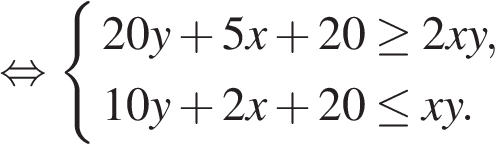 ⇔ { 20y + 5x + 20 ≥ 2xy,
10y + 2x + 20 ≤ xy.